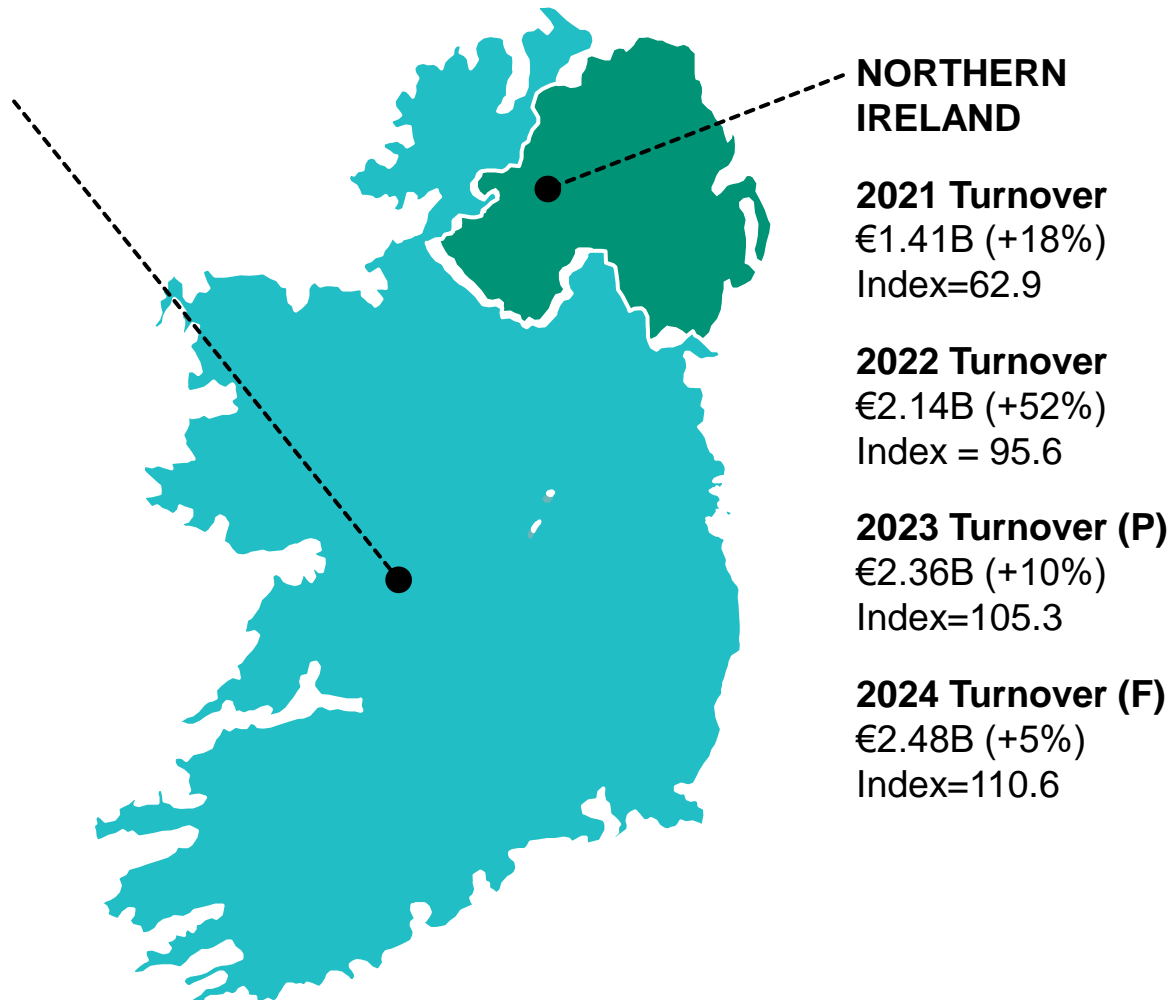 NORTHERN
IRELAND
2021 Turnover
€1.41B (+18%)
Index=62.9
2022 Turnover
€2.14B (+52%)
Index = 95.6
2023 Turnover (P)
€2.36B (+10%)
Index=105.3
2024 Turnover (F)
€2.48B (+5%)
Index=110.6